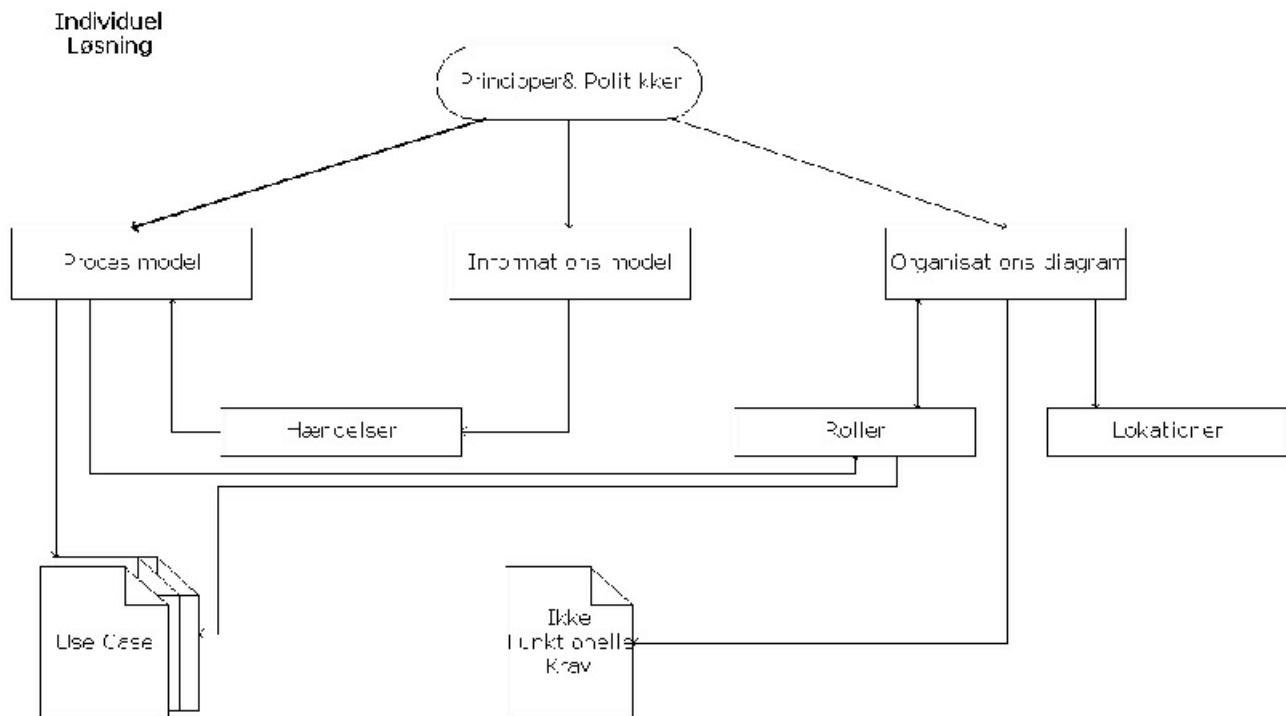 Individuel
Løsning
Principper& Politikker
Proces model
Informations model
Organisations diagram
Hændelser
Roller
Lokationer
Use Case
Ikke
Funktionelle
Krav